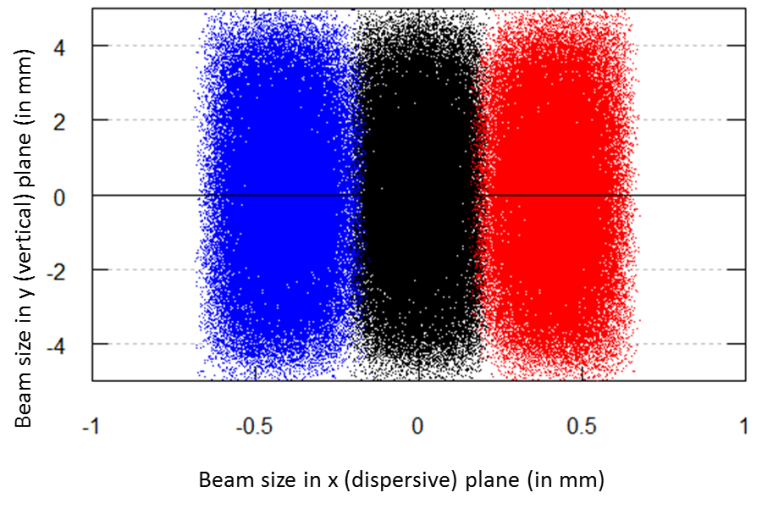 Beam size in y (vertical) plane (in mm)
4
2
0
-2
-4
-1 -0.5 0 0.5 1
Beam size in x (dispersive) plane (in mm)